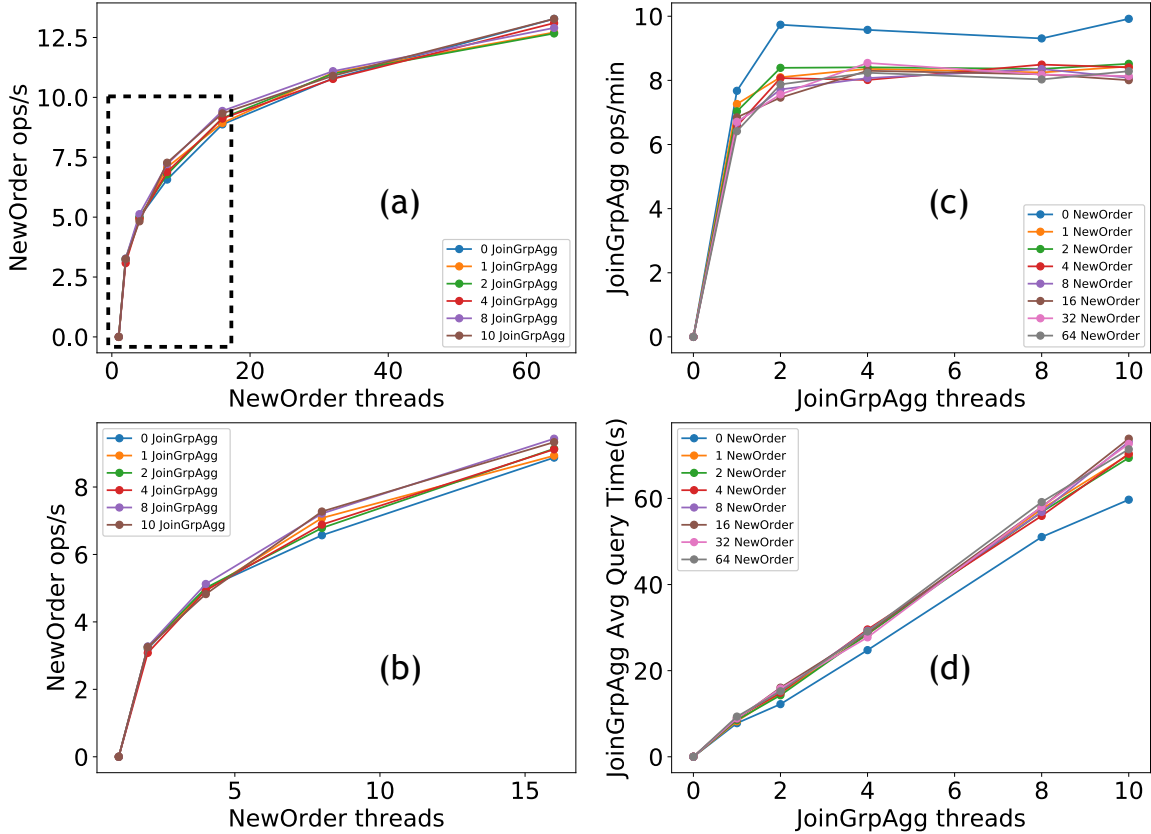 NewOrder ops/s
12.5
10.0
7.5
5.0
2.5
0.0
(a)
0 JoinGrpAgg
1 JoinGrpAgg
2 JoinGrpAgg
4 JoinGrpAgg
8 JoinGrpAgg
10 JoinGrpAgg
0 20 40 60
NewOrder threads
JoinGrpAgg ops/min
10
8
6
4
2
0
(c)
0 NewOrder
1 NewOrder
2 NewOrder
4 NewOrder
8 NewOrder
16 NewOrder
32 NewOrder
64 NewOrder
0 2 4 6 8 10
JoinGrpAgg threads
NewOrder ops/s
8
6
4
2
0
0 JoinGrpAgg
1 JoinGrpAgg
2 JoinGrpAgg
4 JoinGrpAgg
8 JoinGrpAgg
10 JoinGrpAgg
(b)
5 10 15
NewOrder threads
JoinGrpAgg Avg Query Time(s)
60
40
20
0
0 NewOrder
1 NewOrder
2 NewOrder
4 NewOrder
8 NewOrder
16 NewOrder
32 NewOrder
64 NewOrder
(d)
0 2 4 6 8 10
JoinGrpAgg threads